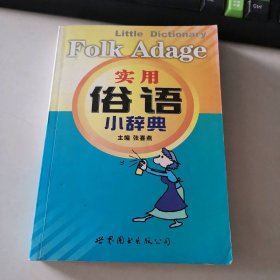 Little Dictionary
Folk Adage
实用
俗语
小辞典
主编 张喜燕
世界图书出版公司